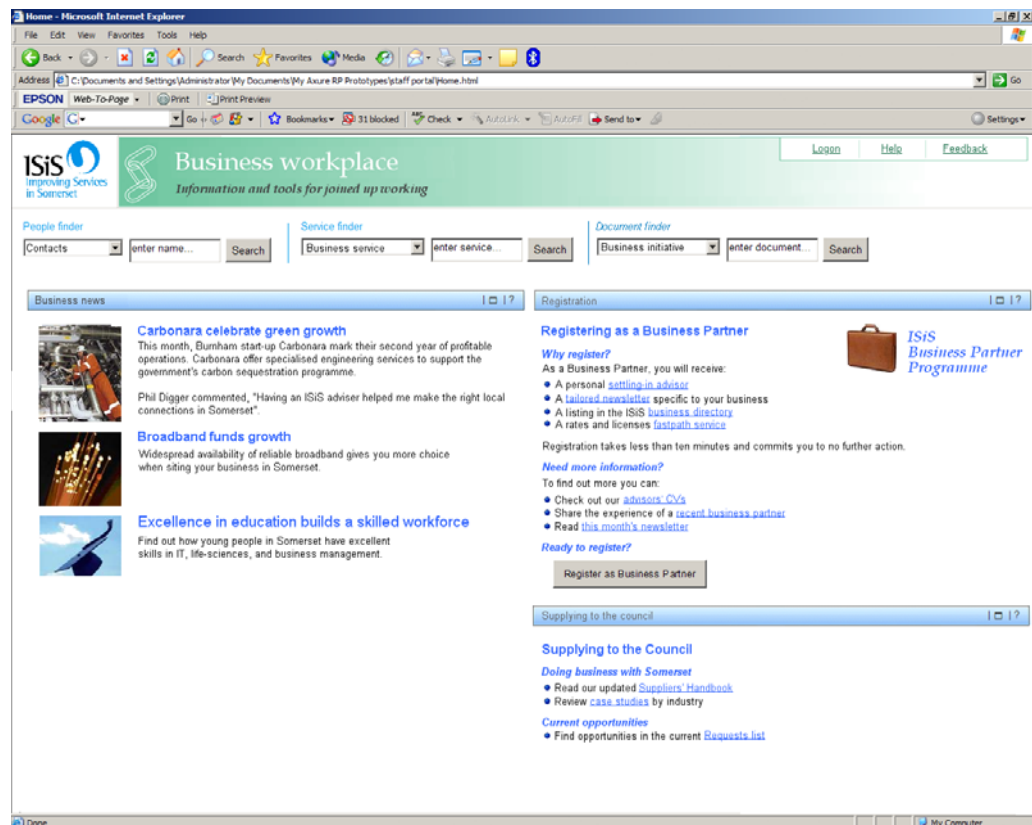 Home - Microsoft Internet Explorer
File Edit View Favorites Tools Help
Back Search Favorites Media
Address C:\Documents and Settings\Administrator\My Documents\My Axure RP Prototypes\staff portal\Home.html Go
EPSON Web-To-Page Print Print Preview
Google G Go Bookmarks 31 blocked Check AutoLink AutoFill Send to Settings
Logon Help Feedback
ISiS
Improving Services
in Somerset
Business workplace
Information and tools for joined up working
People finder Service finder Document finder
Contacts enter name... Search Business service enter service... Search Business initiative enter document... Search
Business news | | ?
Carbonara celebrate green growth
This month, Burnham start-up Carbonara mark their second year of profitable
operations. Carbonara offer specialised engineering services to support the
government's carbon sequestration programme.
Phil Digger commented, "Having an ISiS adviser helped me make the right local
connections in Somerset".
Broadband funds growth
Widespread availability of reliable broadband gives you more choice
when siting your business in Somerset.
Excellence in education builds a skilled workforce
Find out how young people in Somerset have excellent
skills in IT, life-sciences, and business management.
Registration | | ?
Registering as a Business Partner
ISiS
Business Partner
Programme
Why register?
As a Business Partner, you will receive:
A personal settling-in advisor
A tailored newsletter specific to your business
A listing in the ISiS business directory
A rates and licenses fastpath service
Registration takes less than ten minutes and commits you to no further action.
Need more information?
To find out more you can:
Check out our advisors' CVs
Share the experience of a recent business partner
Read this month's newsletter
Ready to register?
Register as Business Partner
Supplying to the council | | ?
Supplying to the Council
Doing business with Somerset
Read our updated Suppliers' Handbook
Review case studies by industry
Current opportunities
Find opportunities in the current Requests list
Done My Computer